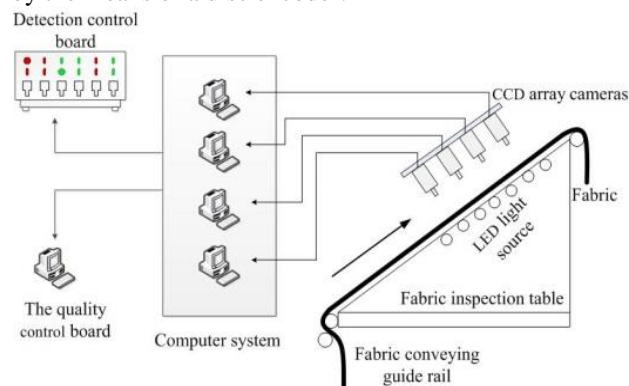 Detection control
board
CCD array cameras
Fabric
LED light
source
Fabric inspection table
The quality
control board
Computer system
Fabric conveying
guide rail